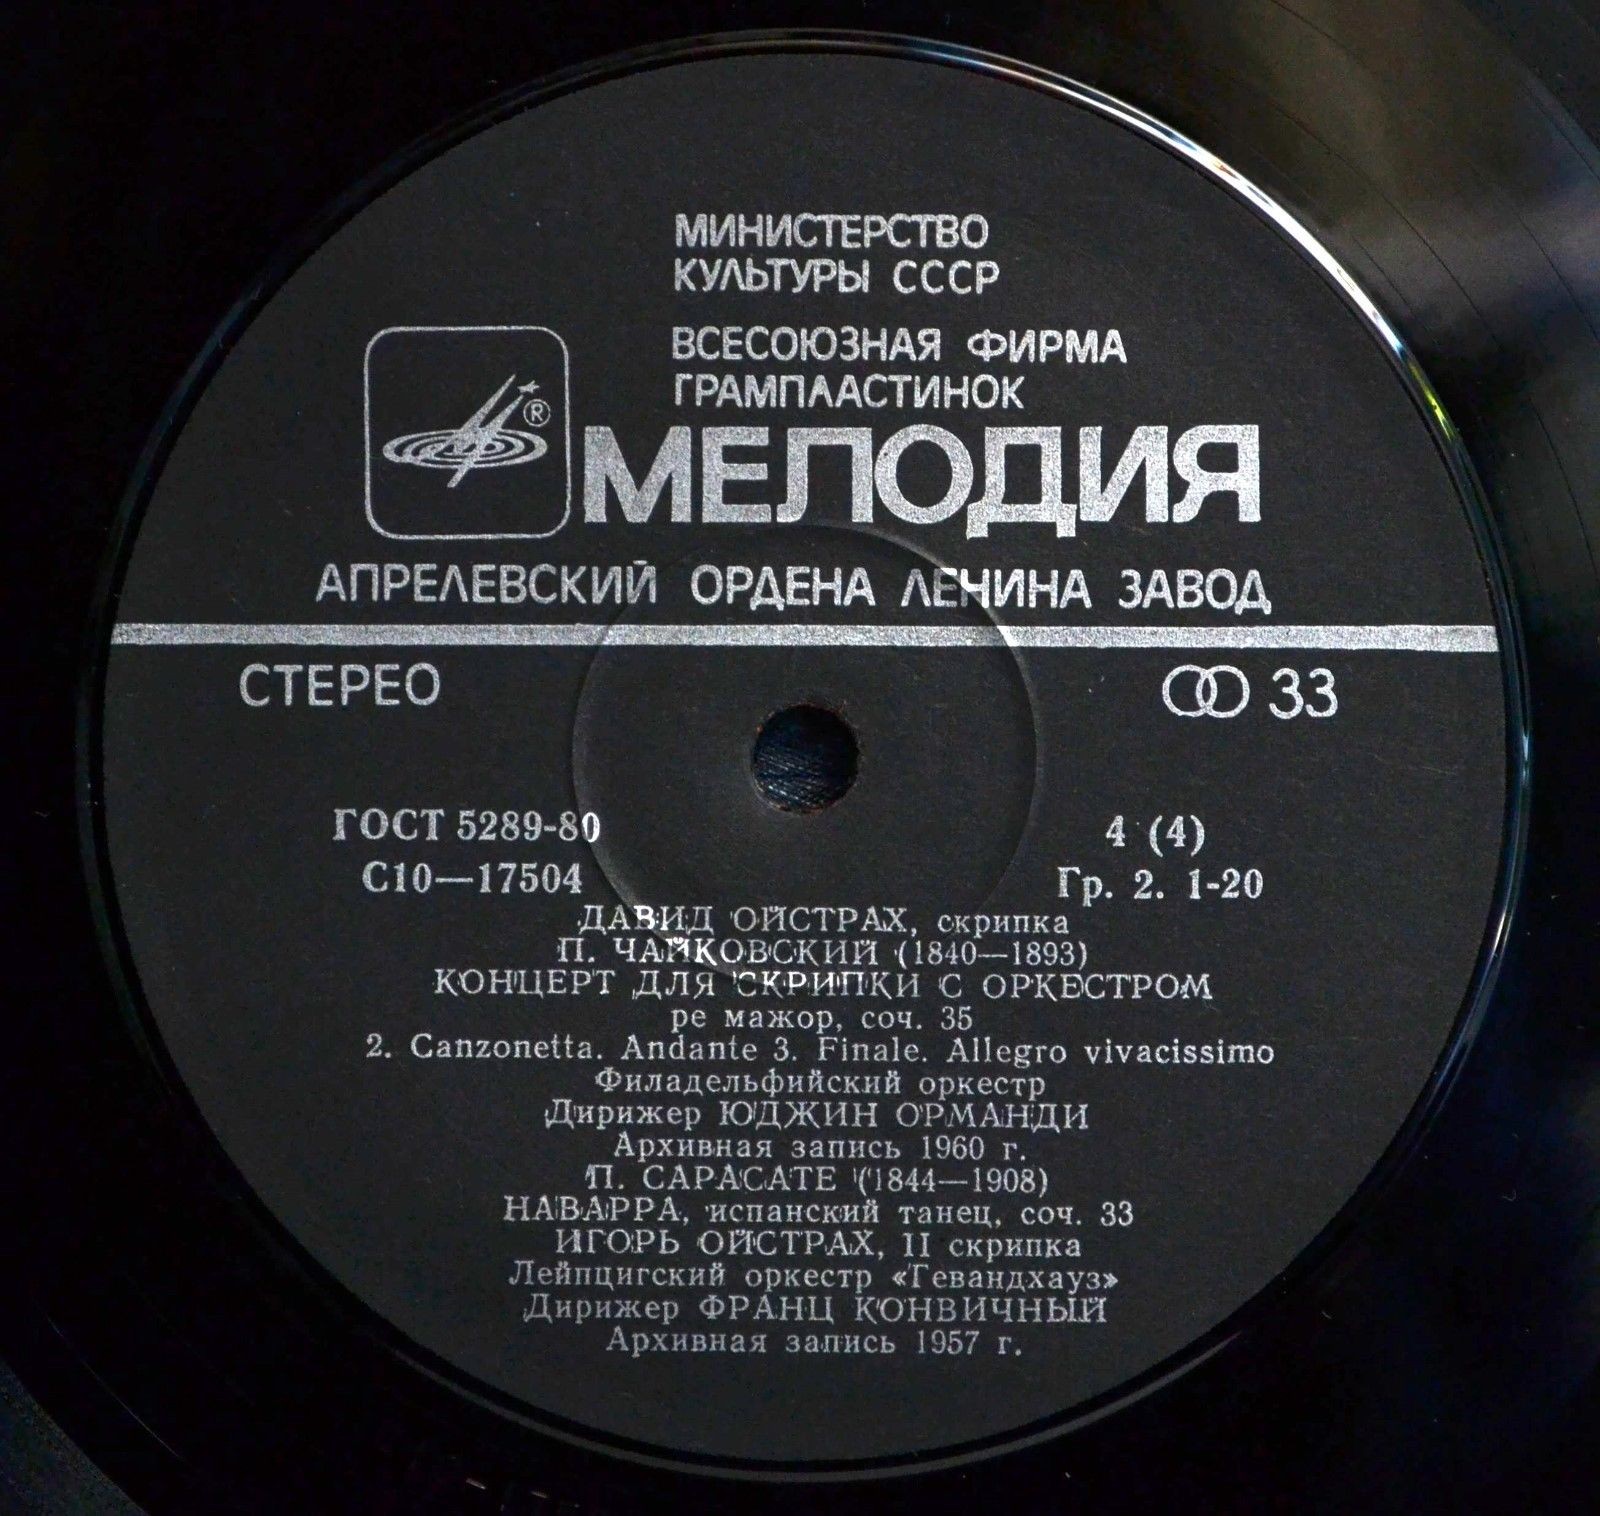 МИНИСТЕРСТВО
КУЛЬТУРЫ СССР
ВСЕСОЮЗНАЯ ФИРМА
ГРАМПЛАСТИНОК
®
МЕЛОДИЯ
АПРЕЛЕВСКИЙ ОРДЕНА ЛЕНИНА ЗАВОД
СТЕРЕО
33
ГОСТ 5289-80
4 (4)
С10—17504
Гр. 2. 1-20
ДАВИД ОЙСТРАХ, скрипка
П. ЧАЙКОВСКИЙ (1840—1893)
КОНЦЕРТ ДЛЯ СКРИПКИ С ОРКЕСТРОМ
ре мажор, соч. 35
2. Canzonetta. Andante 3. Finale. Allegro vivacissimo
Филадельфийский оркестр
Дирижер ЮДЖИН ОРМАНДИ
Архивная запись 1960 г.
П. САРАСАТЕ (1844—1908)
НАВАРРА, испанский танец, соч. 33
ИГОРЬ ОЙСТРАХ, II скрипка
Лейпцигский оркестр «Гевандхауз»
Дирижер ФРАНЦ КОНВИЧНЫЙ
Архивная запись 1957 г.